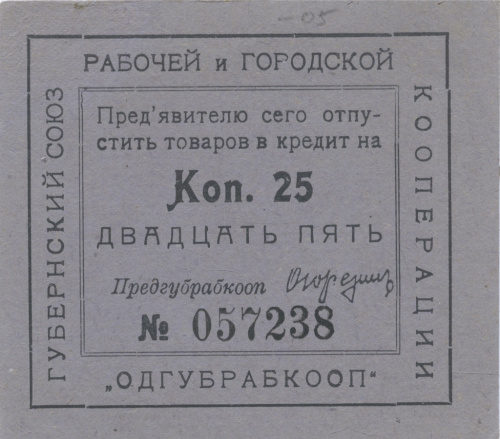 -05
ГУБЕРНСКИЙ СОЮЗ
РАБОЧЕЙ и ГОРОДСКОЙ
КООПЕРАЦИИ
Пред'явителю сего отпу-
стить товаров в кредит на
Коп. 25
ДВАДЦАТЬ ПЯТЬ
Предгубрабкооп
№ 057238
„ОДГУБРАБКООП"